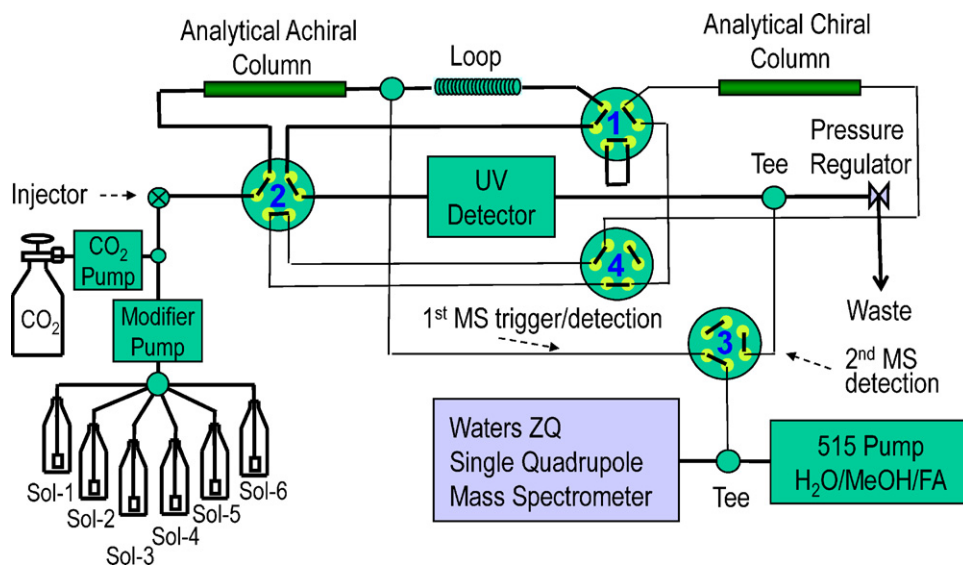 Analytical Achiral
Column
Loop
Analytical Chiral
Column
1
Pressure
Regulator
Tee
Injector
2
UV
Detector
CO2
Pump
4
CO2
Modifier
Pump
1st MS trigger/detection
Waste
3
2nd MS
detection
Waters ZQ
Single Quadrupole
Mass Spectrometer
515 Pump
H2O/MeOH/FA
Tee
Sol-1
Sol-2
Sol-3
Sol-4
Sol-5
Sol-6